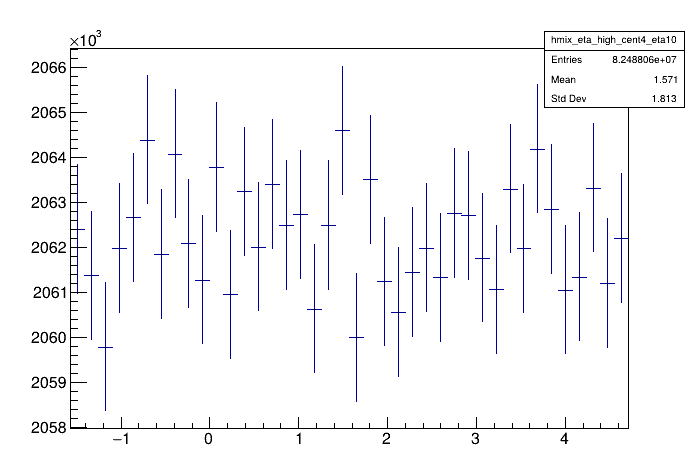 ×10³
hmix_eta_high_cent4_eta10
Entries 8.248806e+07
Mean 1.571
Std Dev 1.813
2066
2065
2064
2063
2062
2061
2060
2059
2058
−1 0 1 2 3 4